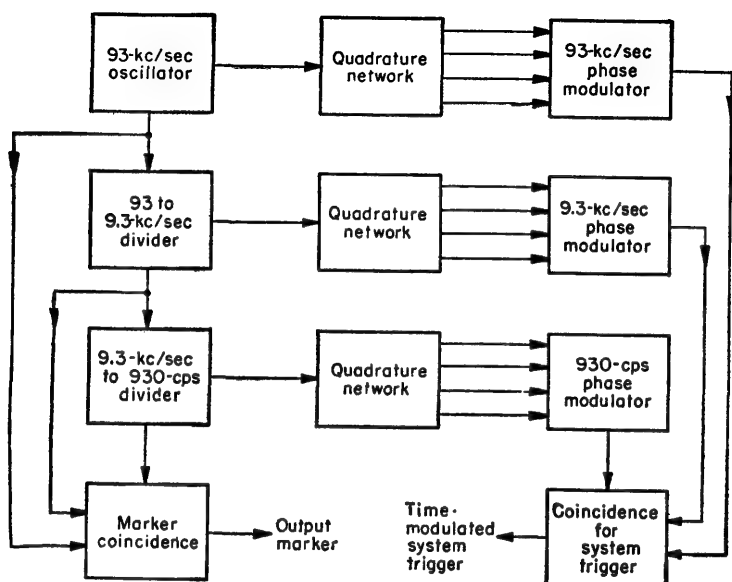 93-kc/sec
oscillator
Quadrature
network
93-kc/sec
phase
modulator
93 to
9.3-kc/sec
divider
Quadrature
network
9.3-kc/sec
phase
modulator
9.3-kc/sec
to 930-cps
divider
Quadrature
network
930-cps
phase
modulator
Marker
coincidence
Output
marker
Time-
modulated
system
trigger
Coincidence
for
system
trigger